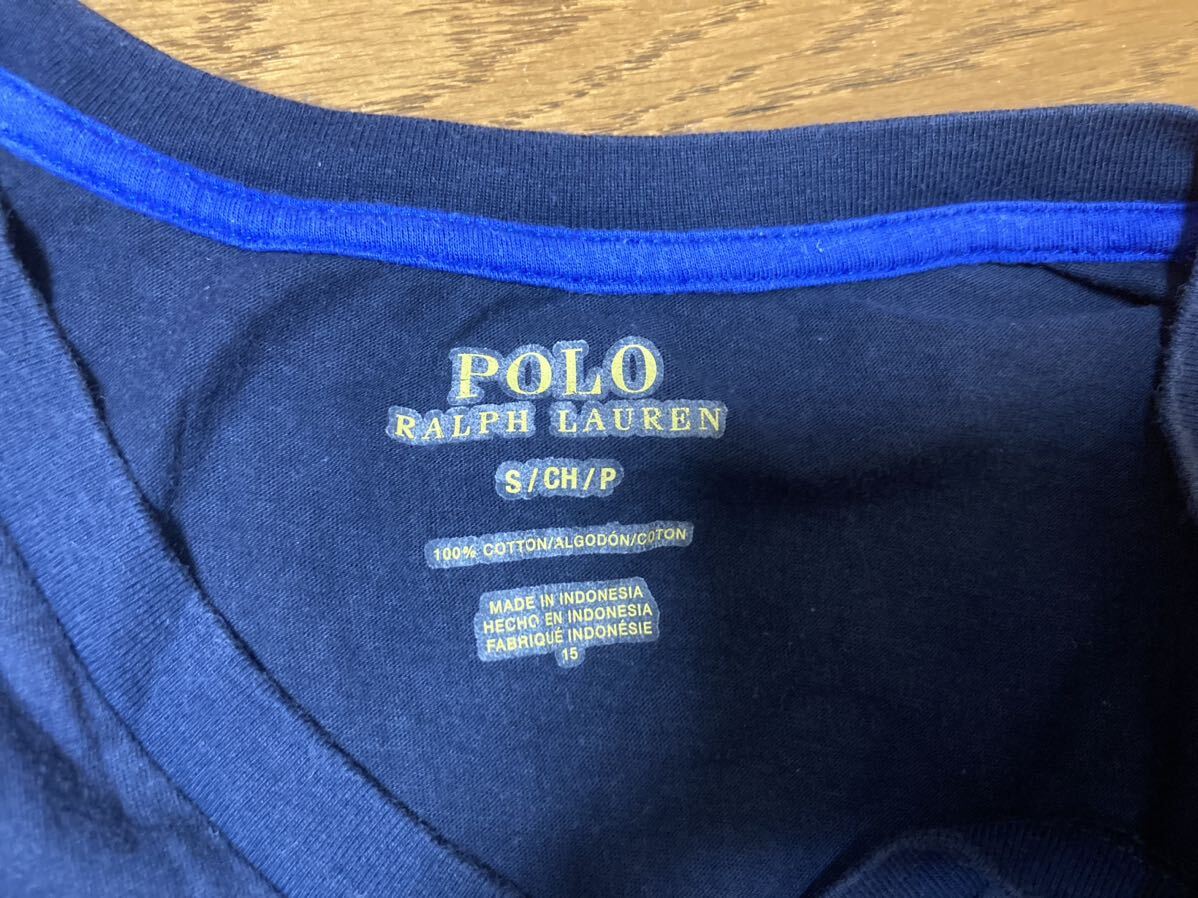 POLO
RALPH LAUREN
S/CH/P
100% COTTON/ALGODÓN/COTON
MADE IN INDONESIA
HECHO EN INDONESIA
FABRIQUÉ INDONÉSIE
15